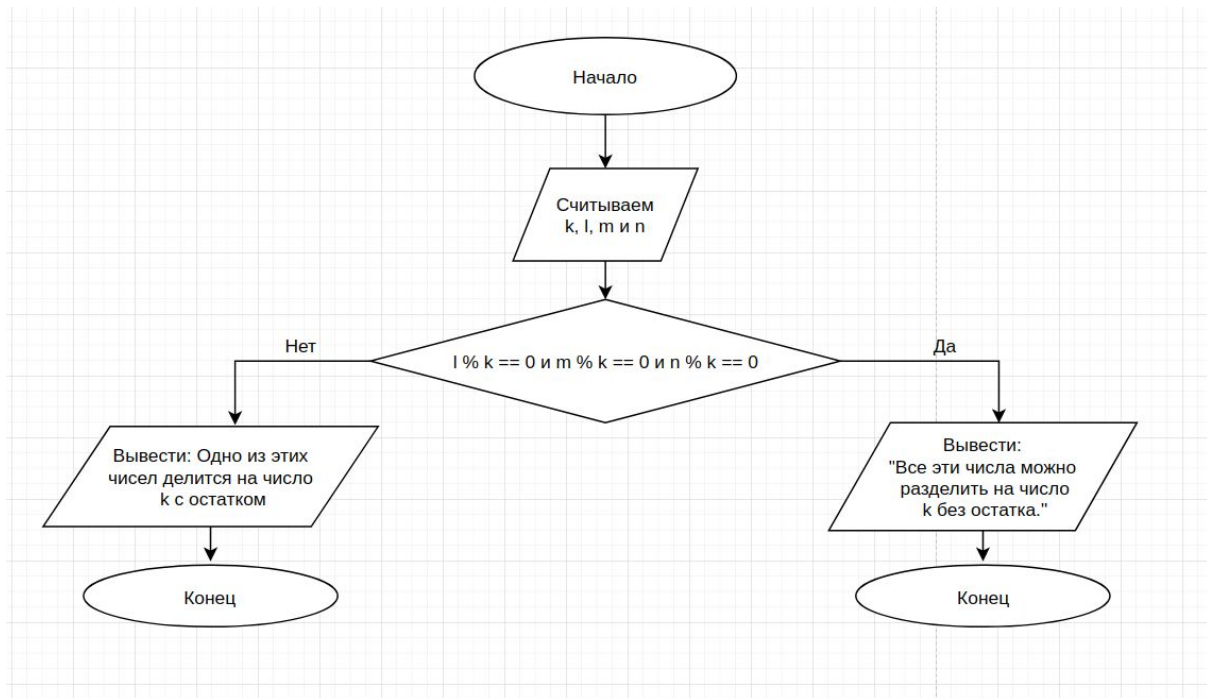 Начало
Считываем
k, l, m и n
l % k == 0 и m % k == 0 и n % k == 0
Нет
Да
Вывести: Одно из этих
чисел делится на число
k с остатком
Вывести:
"Все эти числа можно
разделить на число
k без остатка."
Конец
Конец